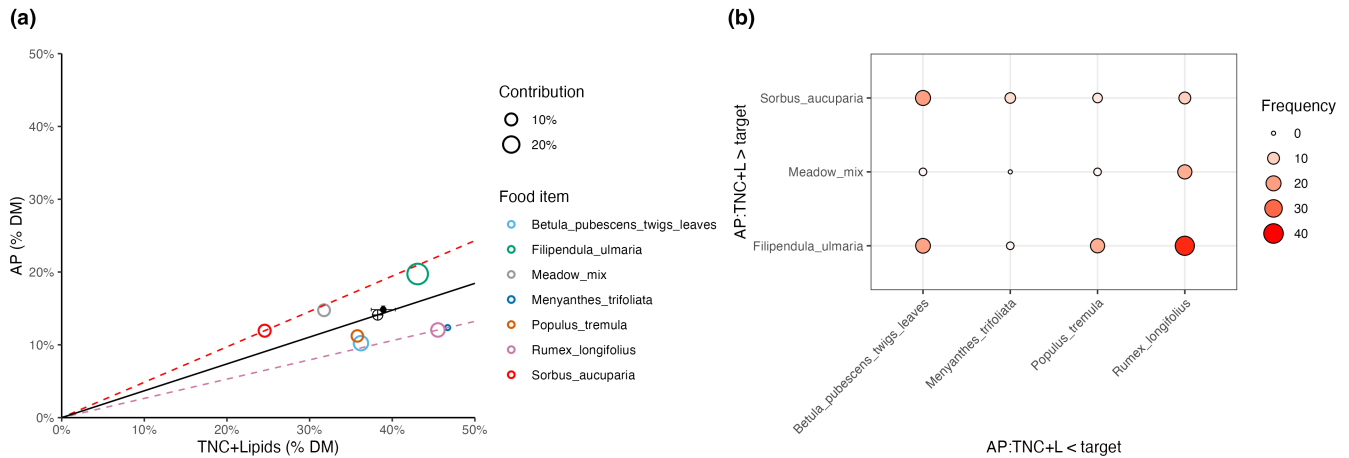 (a)
50%
40%
30%
20%
10%
0%
AP (% DM)
0%
10%
20%
30%
40%
50%
TNC+Lipids (% DM)
Contribution
10%
20%
Food item
Betula_pubescens_twigs_leaves
Filipendula_ulmaria
Meadow_mix
Menyanthes_trifoliata
Populus_tremula
Rumex_longifolius
Sorbus_aucuparia
(b)
AP:TNC+L > target
Sorbus_aucuparia
Meadow_mix
Filipendula_ulmaria
Betula_pubescens_twigs_leaves
Menyanthes_trifoliata
Populus_tremula
Rumex_longifolius
AP:TNC+L < target
Frequency
0
10
20
30
40